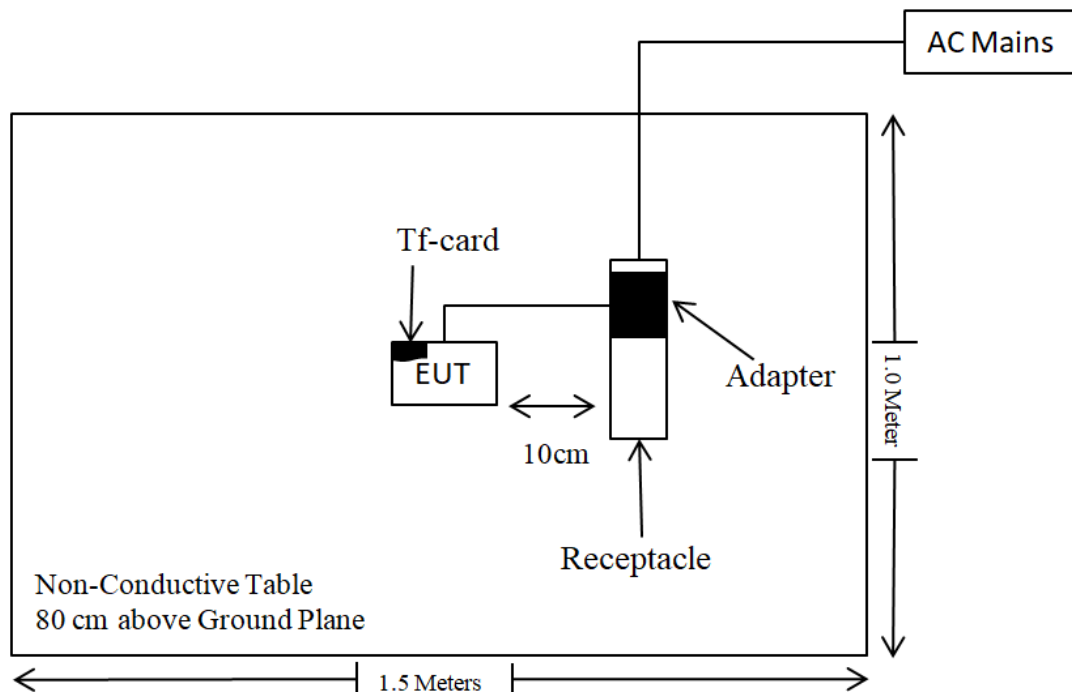 AC Mains
Tf-card
EUT
Adapter
10cm
Receptacle
1.0 Meter
Non-Conductive Table
80 cm above Ground Plane
1.5 Meters